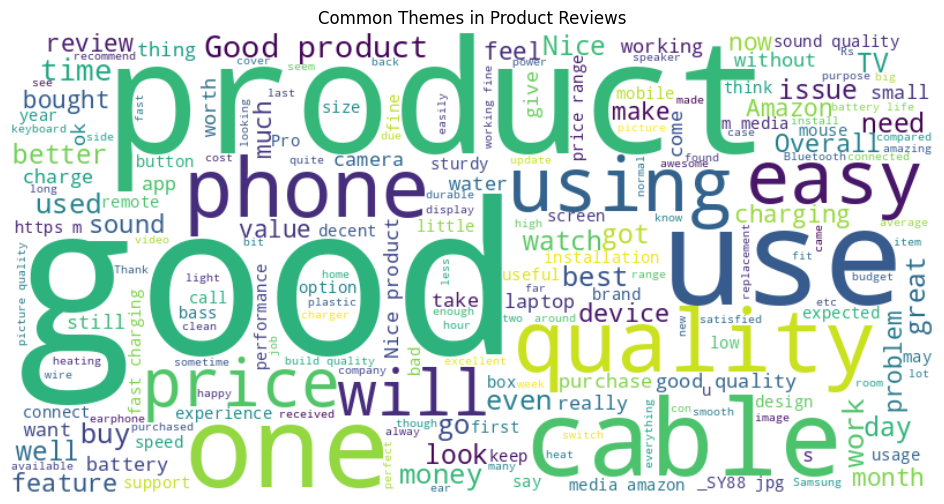 Common Themes in Product Reviews
review
thing
Good product
feel
Nice
working
now
sound quality
Rs
recommend
cover
back
power
speaker
see
seem
time
product
without
TV
purpose
big
bought
fast
worth
size
due
fine
easily
working fine
give
price range
mobile
think
issue
small
year
ok
looking
last
much
make
made
Amazon
battery life
install
keyboard
side
button
cost
Pro
picture
come
m media
mouse
case
compared
need
better
quite
camera
sturdy
update
awesome
found
Overall
Bluetooth
connected
amazing
charge
app
phone
water
using
normal
easy
used
remote
durable
long
value
decent
display
little
high
screen
know
charging
average
https m
sound
video
bit
watch
got
item
good
less
installation
replacement
came
fit
use
great
picture quality
Thank
light
home
option
plastic
charger
call
bass
clean
performance
Nice product
take
enough
hour
useful
far
laptop
best
range
brand
etc
budget
expected
still
two
around
device
new
satisfied
may
lot
problem
fast charging
job
bad
low
quality
heating
wire
sometime
build quality
company
excellent
price
happy
will
box
week
purchase
good quality
u
room
connect
earphone
experience
received
though
even
really
con
smooth
design
image
want
buy
purchased
alway
go
first
one
cable
everything
work
day
well
speed
perfect
look
keep
switch
s
usage
available
battery
many
heat
feature
support
money
ear
say
media amazon
_SY88 jpg
Samsung
month